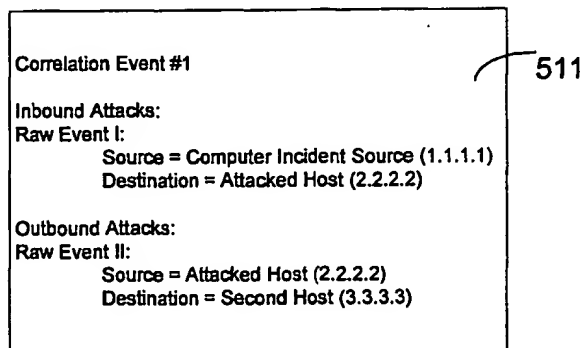 Correlation Event #1
511
Inbound Attacks:
Raw Event I:
Source = Computer Incident Source (1.1.1.1)
Destination = Attacked Host (2.2.2.2)
Outbound Attacks:
Raw Event II:
Source = Attacked Host (2.2.2.2)
Destination = Second Host (3.3.3.3)